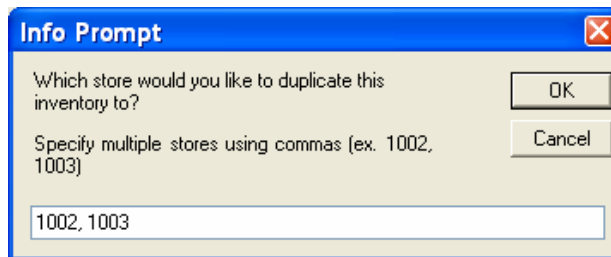 Info Prompt
Which store would you like to duplicate this
inventory to?
OK
Specify multiple stores using commas (ex. 1002,
1003)
Cancel
1002, 1003